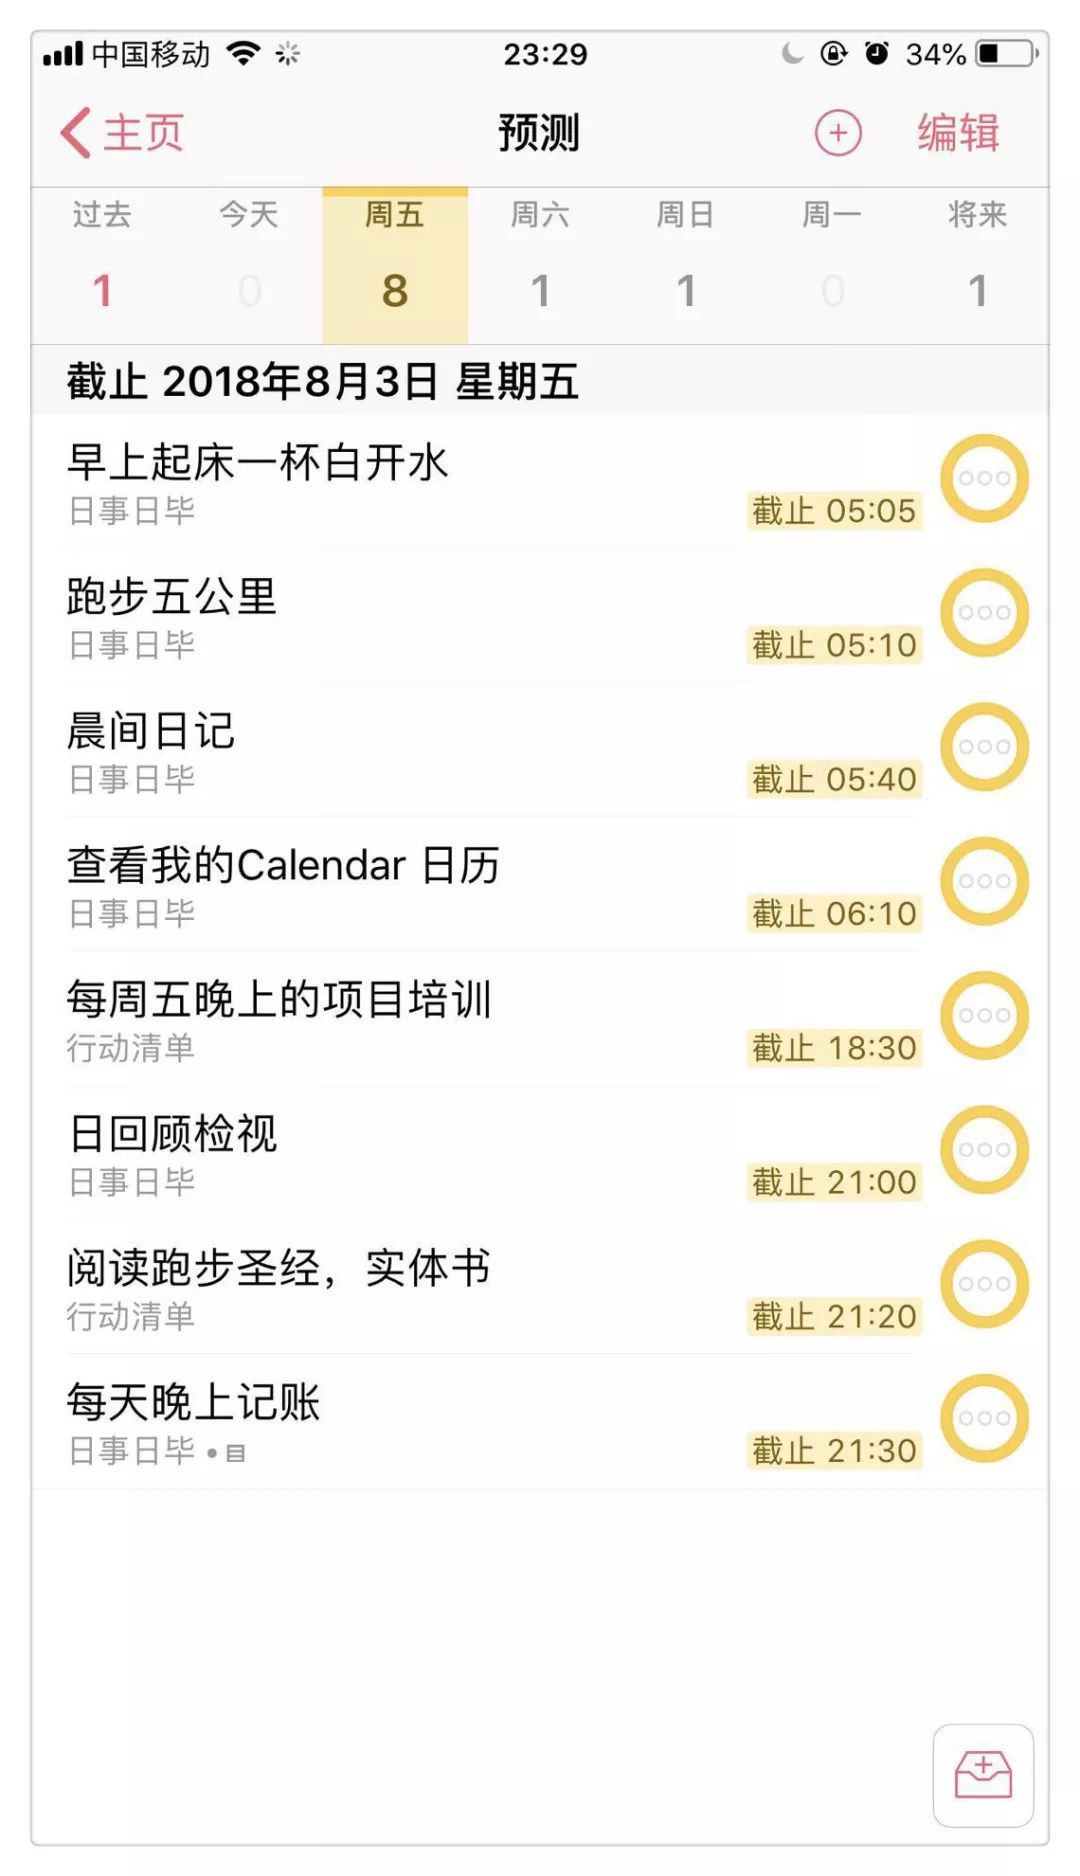 中国移动 23:29 34%
主页 预测 编辑
过去 今天 周五 周六 周日 周一 将来
1 0 8 1 1 0 1
截止 2018年8月3日 星期五
早上起床一杯白开水
日事日毕 截止 05:05
跑步五公里
日事日毕 截止 05:10
晨间日记
日事日毕 截止 05:40
查看我的Calendar 日历
日事日毕 截止 06:10
每周五晚上的项目培训
行动清单 截止 18:30
日回顾检视
日事日毕 截止 21:00
阅读跑步圣经，实体书
行动清单 截止 21:20
每天晚上记账
日事日毕 • 截止 21:30